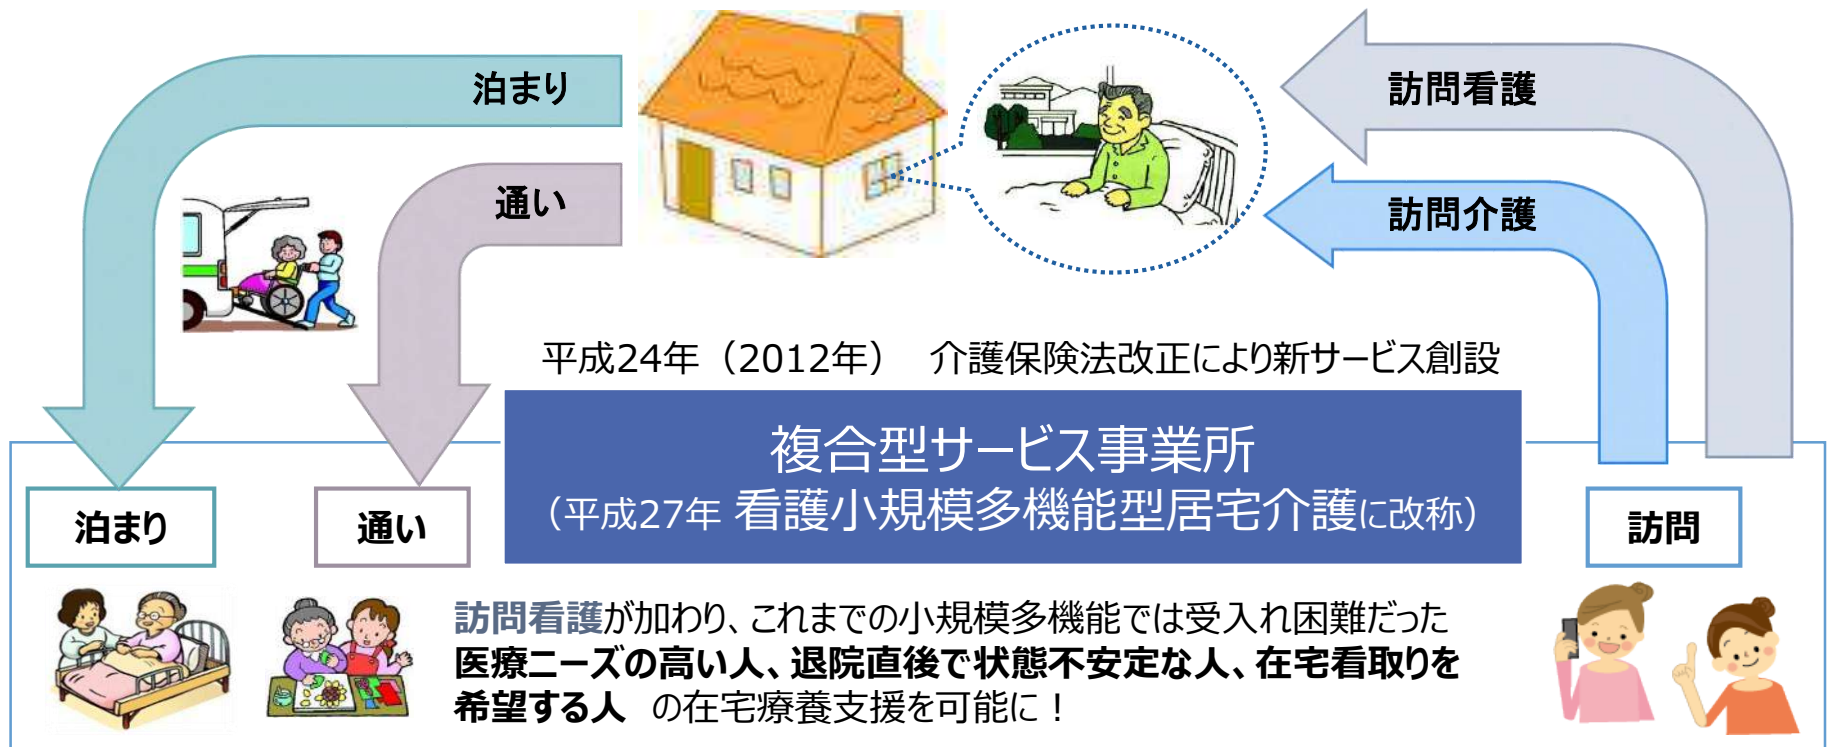 泊まり
訪問看護
通い
訪問介護
平成24年（2012年）　介護保険法改正により新サービス創設
複合型サービス事業所
（平成27年 看護小規模多機能型居宅介護に改称）
泊まり
通い
訪問
訪問看護が加わり、これまでの小規模多機能では受入れ困難だった
医療ニーズの高い人、退院直後で状態不安定な人、在宅看取りを
希望する人　の在宅療養支援を可能に！